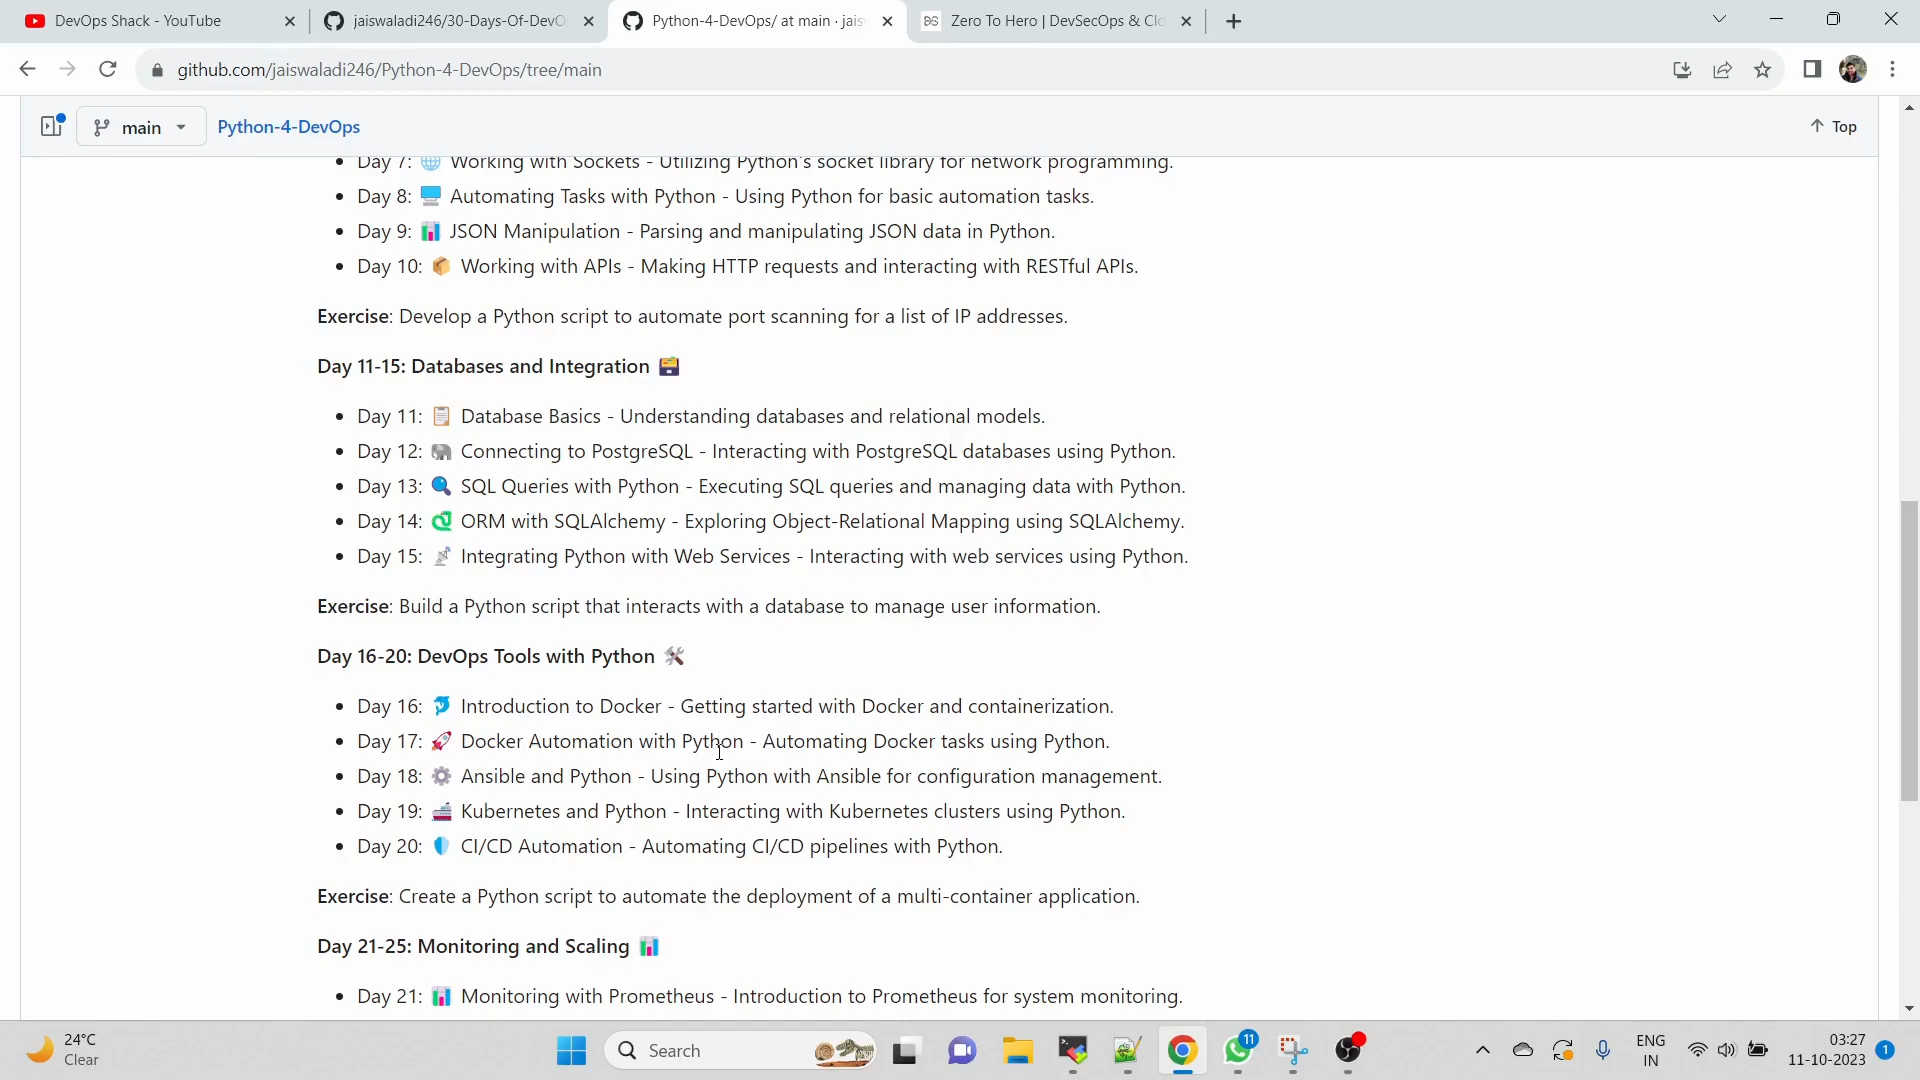 DevOps Shack - YouTube
jaiswaladi246/30-Days-Of-DevO
Python-4-DevOps/ at main · jais
Zero To Hero | DevSecOps & Clo
github.com/jaiswaladi246/Python-4-DevOps/tree/main
main
Python-4-DevOps
Top
Day 7: 🌐 Working with Sockets - Utilizing Python's socket library for network programming.
Day 8: 🖥️ Automating Tasks with Python - Using Python for basic automation tasks.
Day 9: 📊 JSON Manipulation - Parsing and manipulating JSON data in Python.
Day 10: 📦 Working with APIs - Making HTTP requests and interacting with RESTful APIs.
Exercise: Develop a Python script to automate port scanning for a list of IP addresses.
Day 11-15: Databases and Integration 🗃️
Day 11: 📋 Database Basics - Understanding databases and relational models.
Day 12: 🐘 Connecting to PostgreSQL - Interacting with PostgreSQL databases using Python.
Day 13: 🔍 SQL Queries with Python - Executing SQL queries and managing data with Python.
Day 14: 🐉 ORM with SQLAlchemy - Exploring Object-Relational Mapping using SQLAlchemy.
Day 15: 📡 Integrating Python with Web Services - Interacting with web services using Python.
Exercise: Build a Python script that interacts with a database to manage user information.
Day 16-20: DevOps Tools with Python 🛠️
Day 16: 🐬 Introduction to Docker - Getting started with Docker and containerization.
Day 17: 🚀 Docker Automation with Python - Automating Docker tasks using Python.
Day 18: ⚙️ Ansible and Python - Using Python with Ansible for configuration management.
Day 19: 🚢 Kubernetes and Python - Interacting with Kubernetes clusters using Python.
Day 20: 🛡️ CI/CD Automation - Automating CI/CD pipelines with Python.
Exercise: Create a Python script to automate the deployment of a multi-container application.
Day 21-25: Monitoring and Scaling 📊
Day 21: 📊 Monitoring with Prometheus - Introduction to Prometheus for system monitoring.
24°C
Clear
Search
11
ENG
IN
03:27
11-10-2023
1